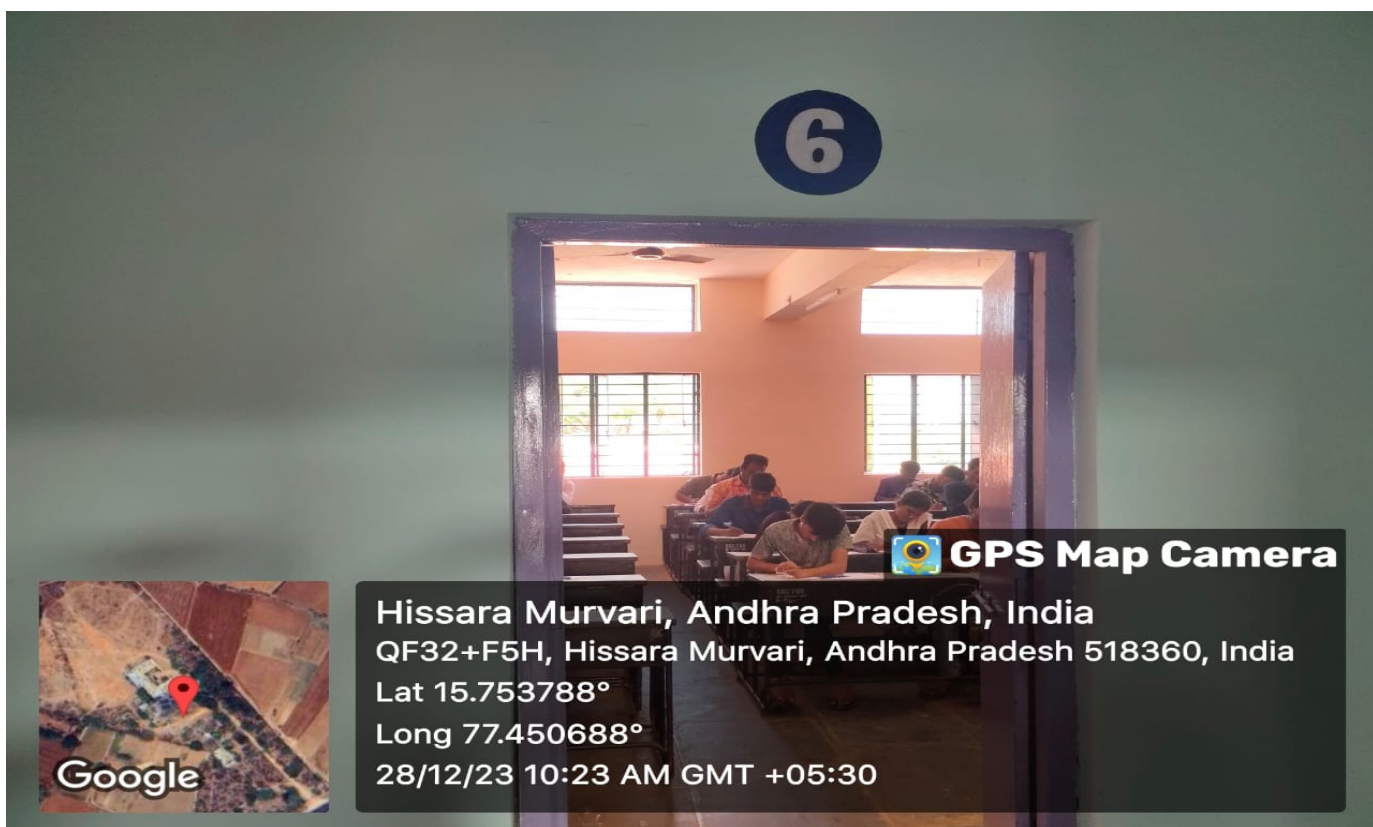 6
GPS Map Camera
Hissara Murvari, Andhra Pradesh, India
QF32+F5H, Hissara Murvari, Andhra Pradesh 518360, India
Lat 15.753788°
Long 77.450688°
28/12/23 10:23 AM GMT +05:30
Google